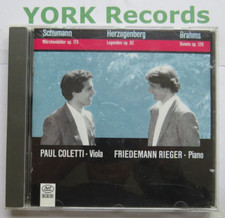 YORK Records
Schumann Herzogenberg Brahms
Märchenbilder op. 113 Legenden op. 62 Sonate op. 120
PAUL COLETTI - Viola FRIEDEMANN RIEGER - Piano